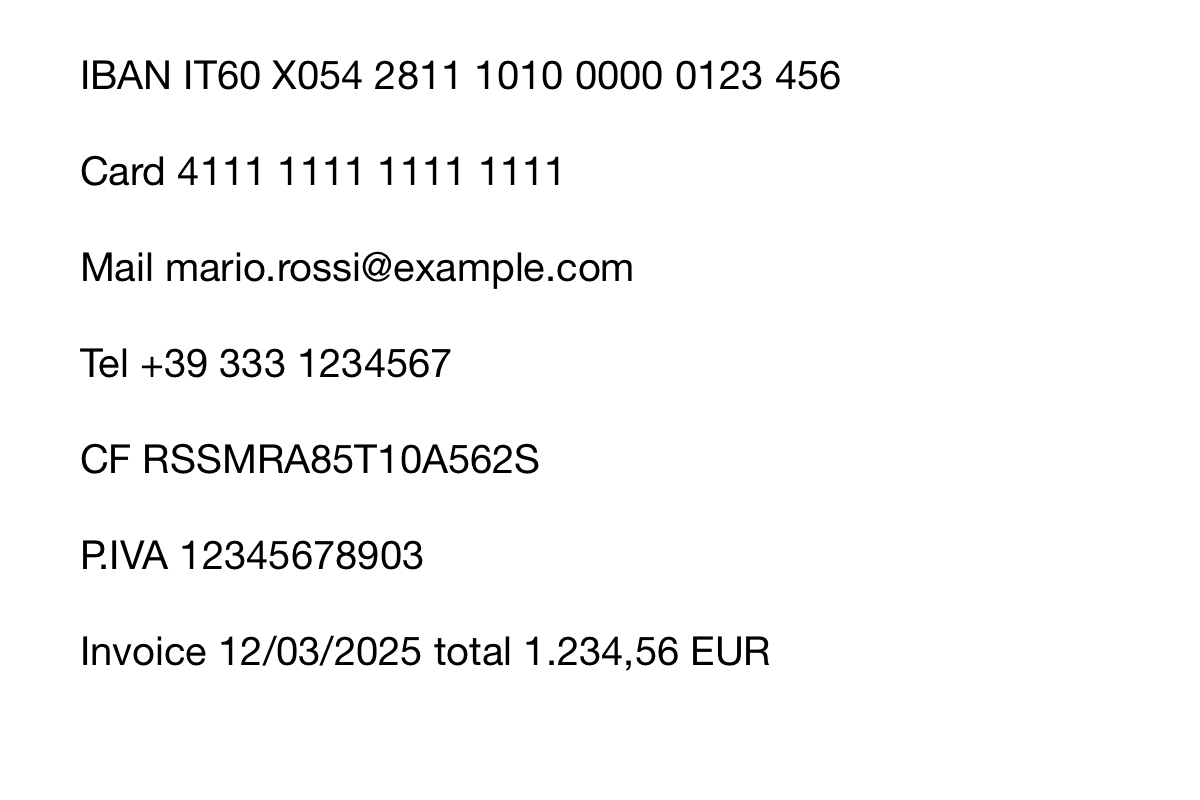 IBAN IT60 X054 2811 1010 0000 0123 456
Card 4111 1111 1111 1111
Mail mario.rossi@example.com
Tel +39 333 1234567
CF RSSMRA85T10A562S
P.IVA 12345678903
Invoice 12/03/2025 total 1.234,56 EUR